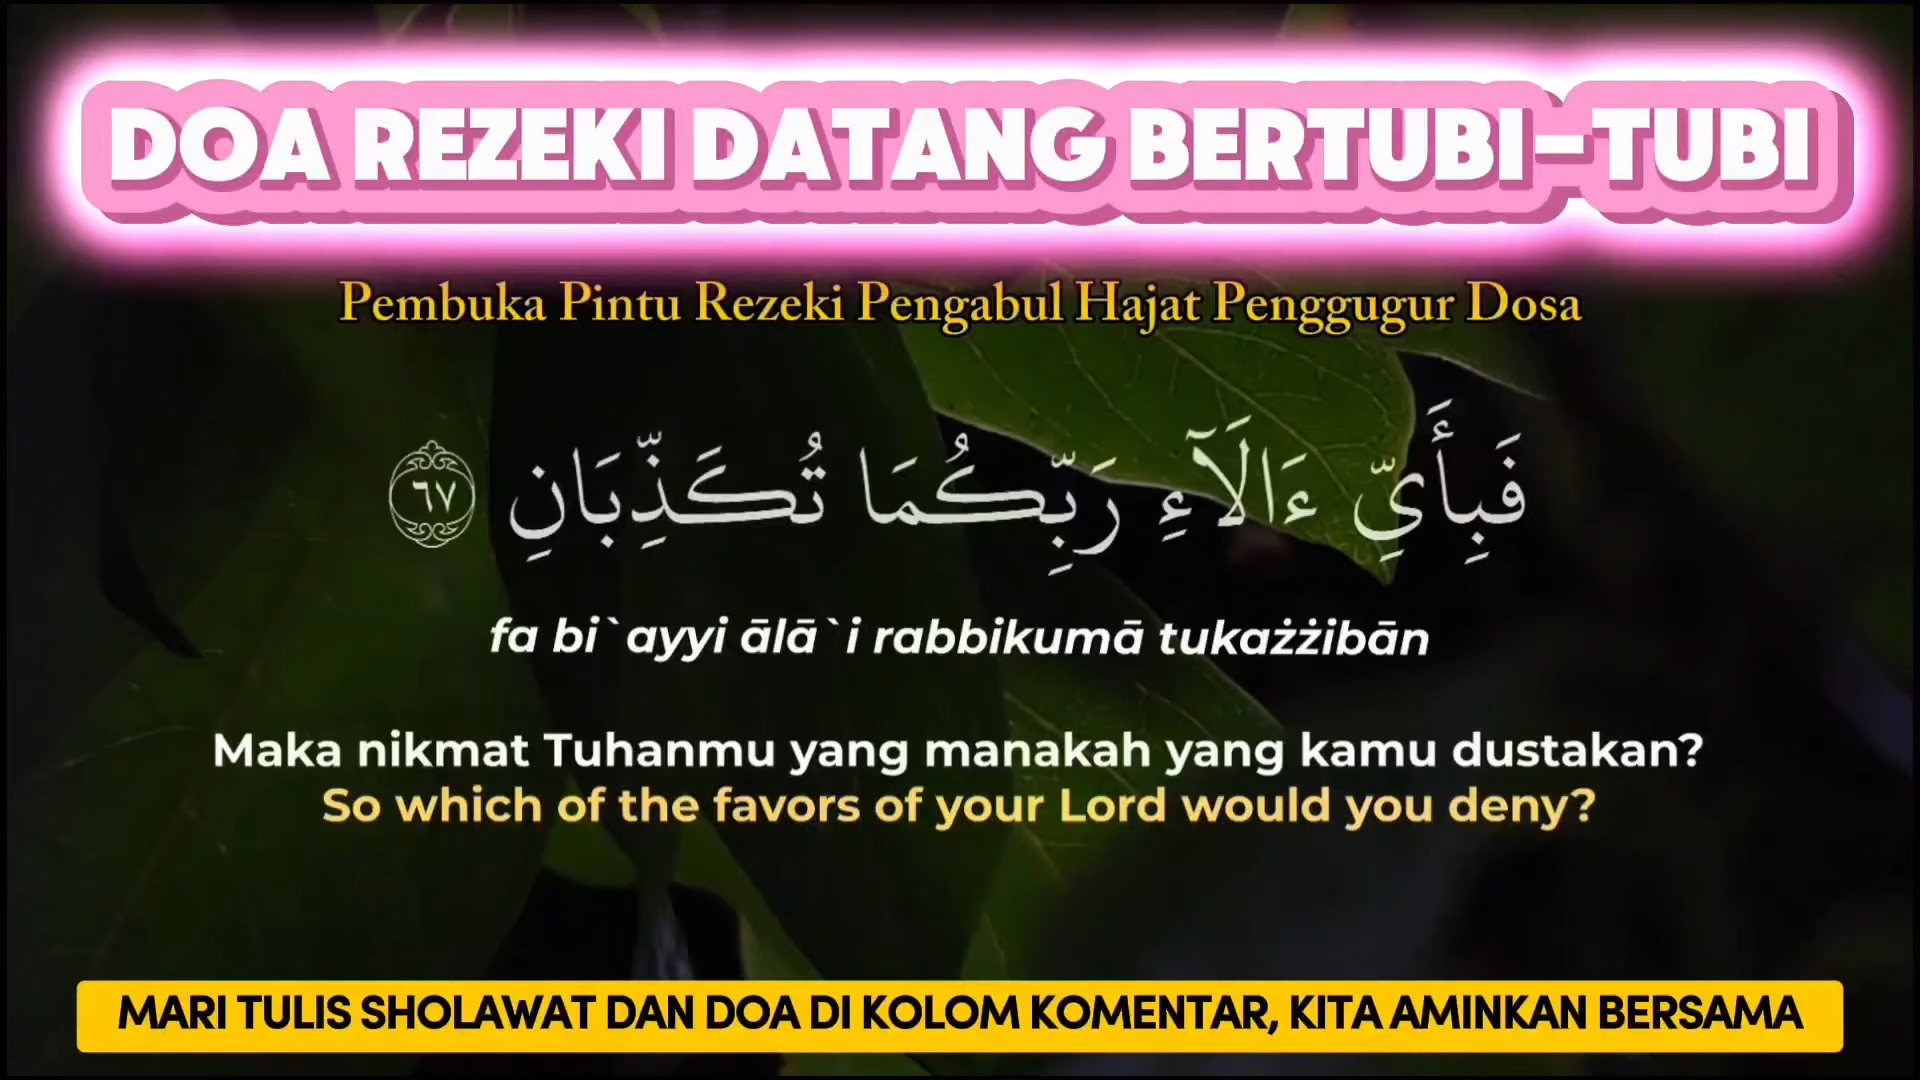 DOA REZEKI DATANG BERTUBI-TUBI
Pembuka Pintu Rezeki Pengabul Hajat Penggugur Dosa
فَبِأَيِّ ءَالَآءِ رَبِّكُمَا تُكَذِّبَانِ ٦٧
fa bi`ayyi ālā`i rabbikumā tukażżibān
Maka nikmat Tuhanmu yang manakah yang kamu dustakan?
So which of the favors of your Lord would you deny?
MARI TULIS SHOLAWAT DAN DOA DI KOLOM KOMENTAR, KITA AMINKAN BERSAMA